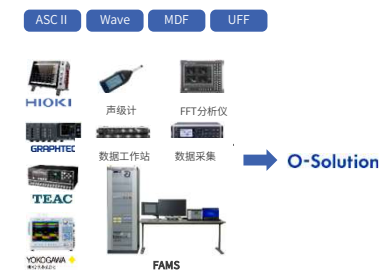 ASC II Wave MDF UFF
HIOKI
声级计 FFT分析仪
GRAPHTEC
数据工作站 数据采集
O-Solution
TEAC
YOKOGAWA
FAMS